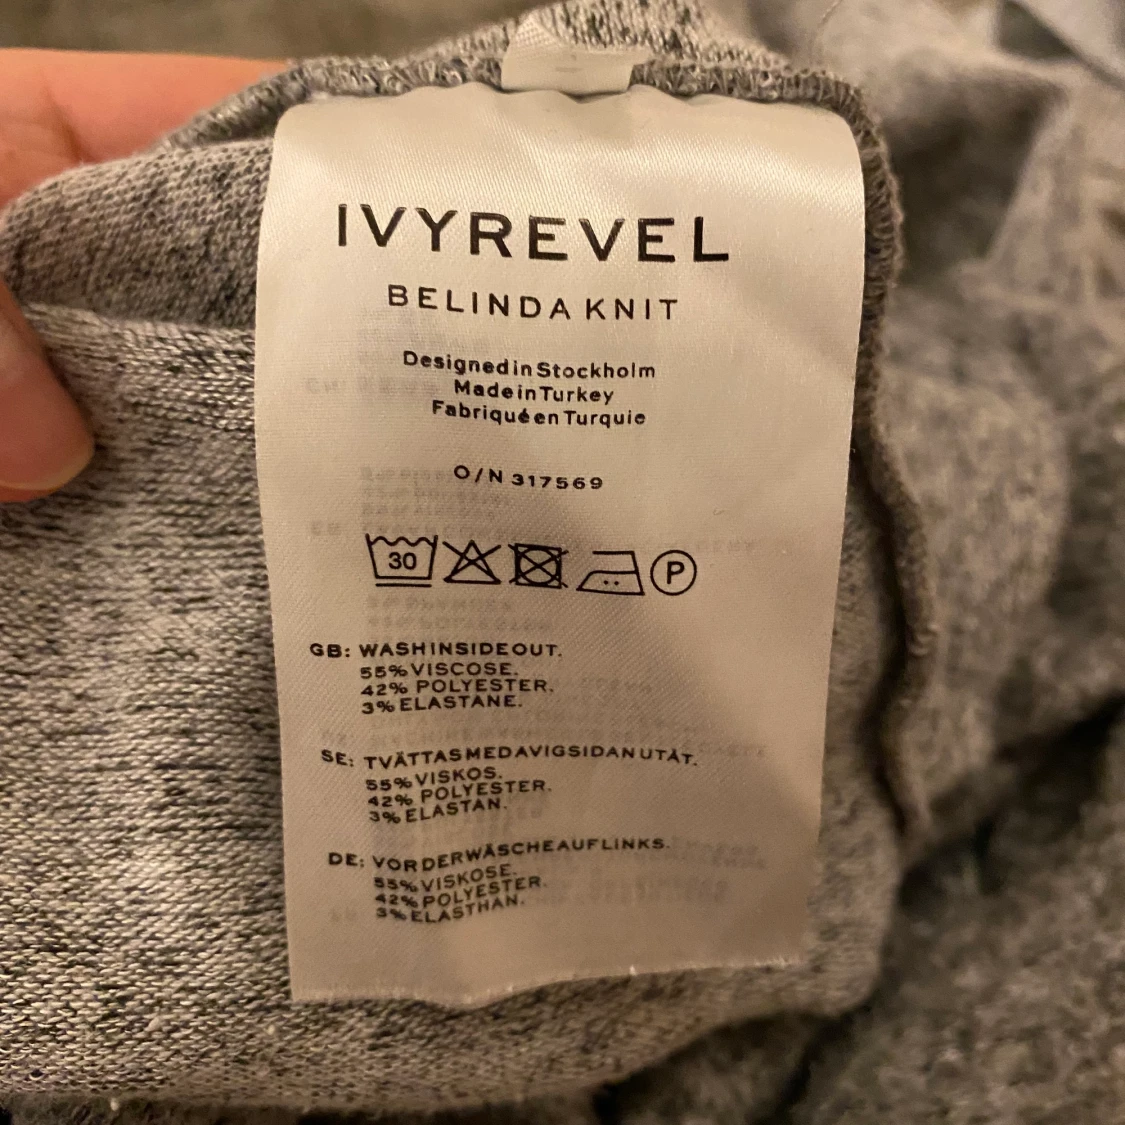 IVYREVEL
BELINDA KNIT
Designed in Stockholm
Made in Turkey
Fabriqué en Turquie
O/N 317569
30 P
GB: WASH INSIDE OUT.
55% VISCOSE.
42% POLYESTER.
3% ELASTANE.
SE: TVÄTTAS MED AVIGSIDAN UTÅT.
55% VISKOS.
42% POLYESTER.
3% ELASTAN.
DE: VOR DER WÄSCHE AUF LINKS.
55% VISKOSE.
42% POLYESTER.
3% ELASTHAN.